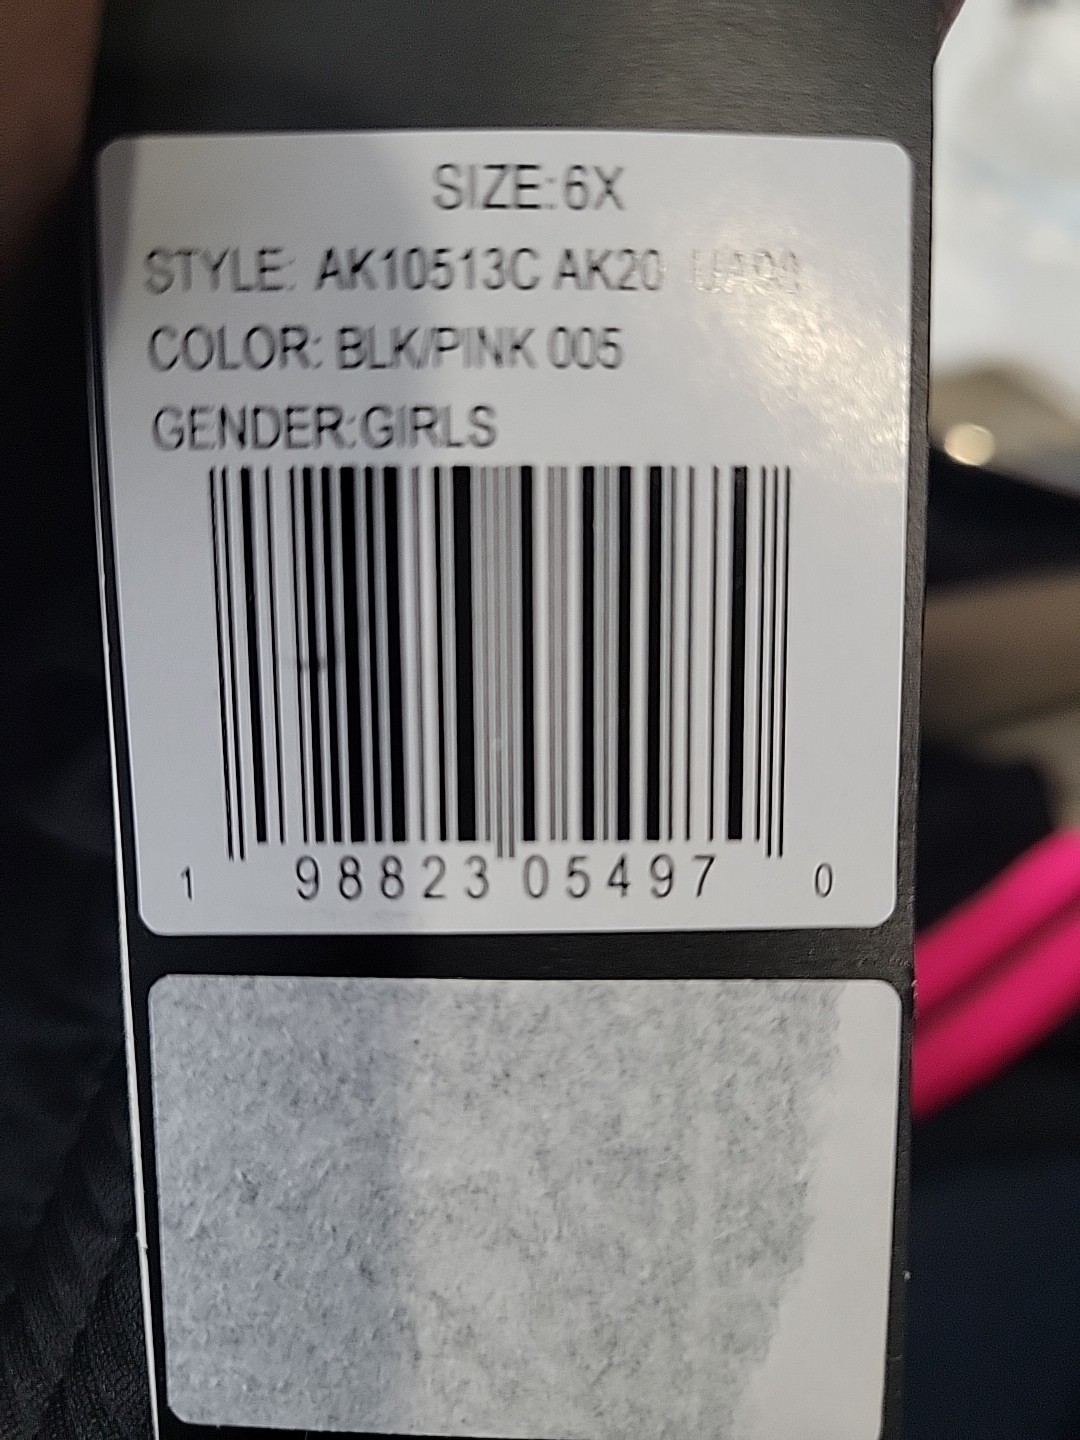 SIZE:6X
STYLE: AK10513C AK20
COLOR: BLK/PINK 005
GENDER:GIRLS
1 98823 05497 0